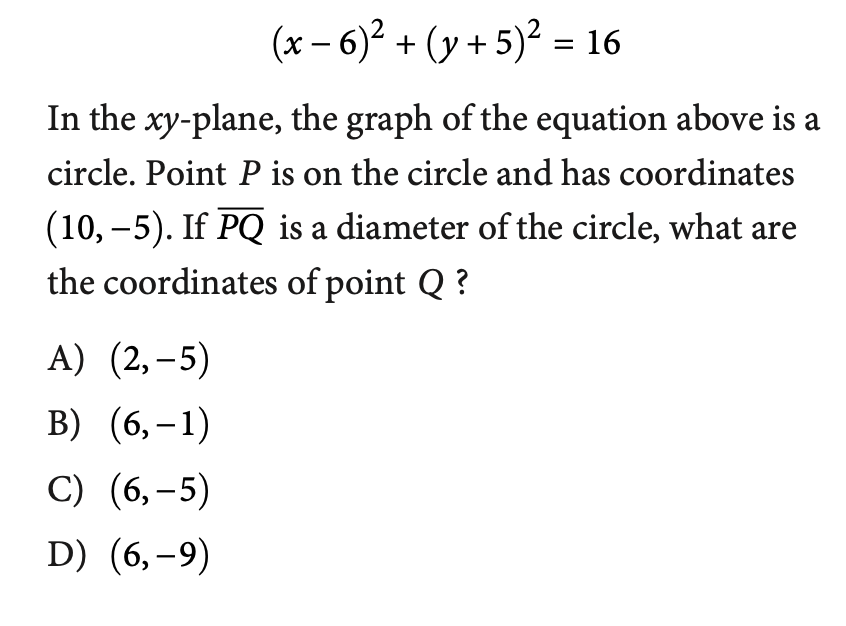 (x – 6)² + (y + 5)² = 16
In the xy-plane, the graph of the equation above is a
circle. Point P is on the circle and has coordinates
(10, –5). If P̅Q̅ is a diameter of the circle, what are
the coordinates of point Q ?
A) (2, –5)
B) (6, –1)
C) (6, –5)
D) (6, –9)